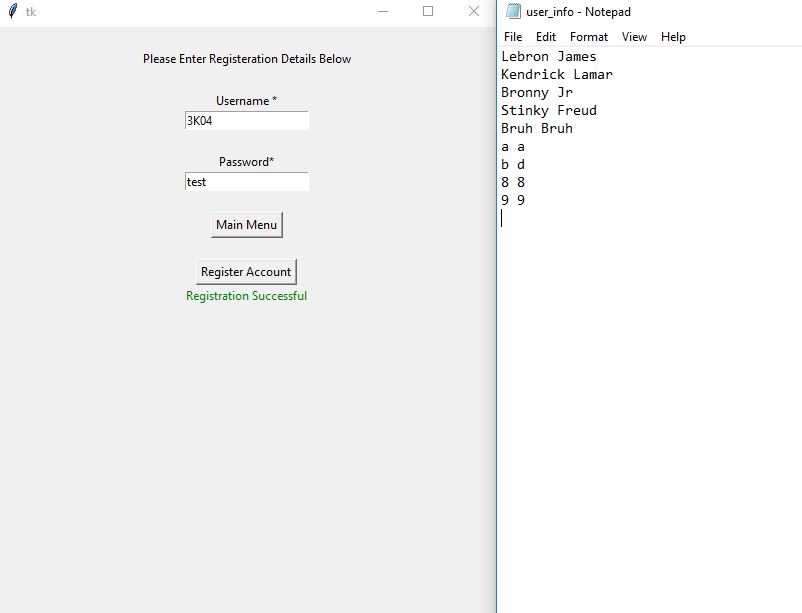 tk
Please Enter Registeration Details Below
Username *
3K04
Password*
test
Main Menu
Register Account
Registration Successful
user_info - Notepad
File Edit Format View Help
Lebron James
Kendrick Lamar
Bronny Jr
Stinky Freud
Bruh Bruh
a a
b d
8 8
9 9